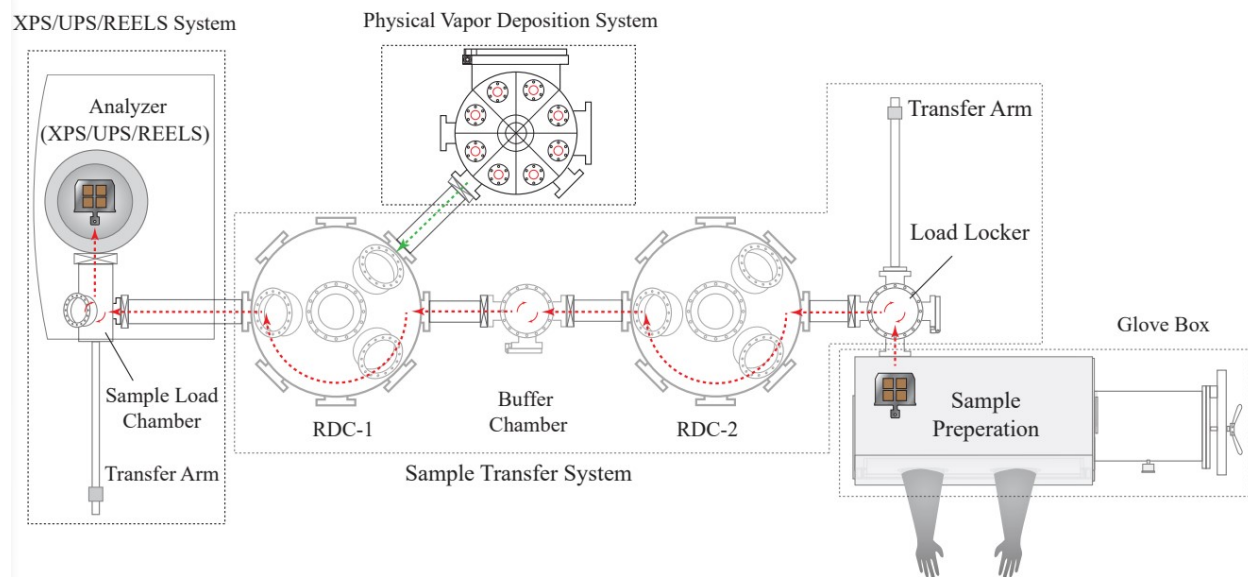 XPS/UPS/REELS System
Physical Vapor Deposition System
Analyzer
(XPS/UPS/REELS)
Transfer Arm
Load Locker
Glove Box
Sample Load
Chamber
Buffer
Chamber
RDC-1
RDC-2
Sample
Preparation
Transfer Arm
Sample Transfer System